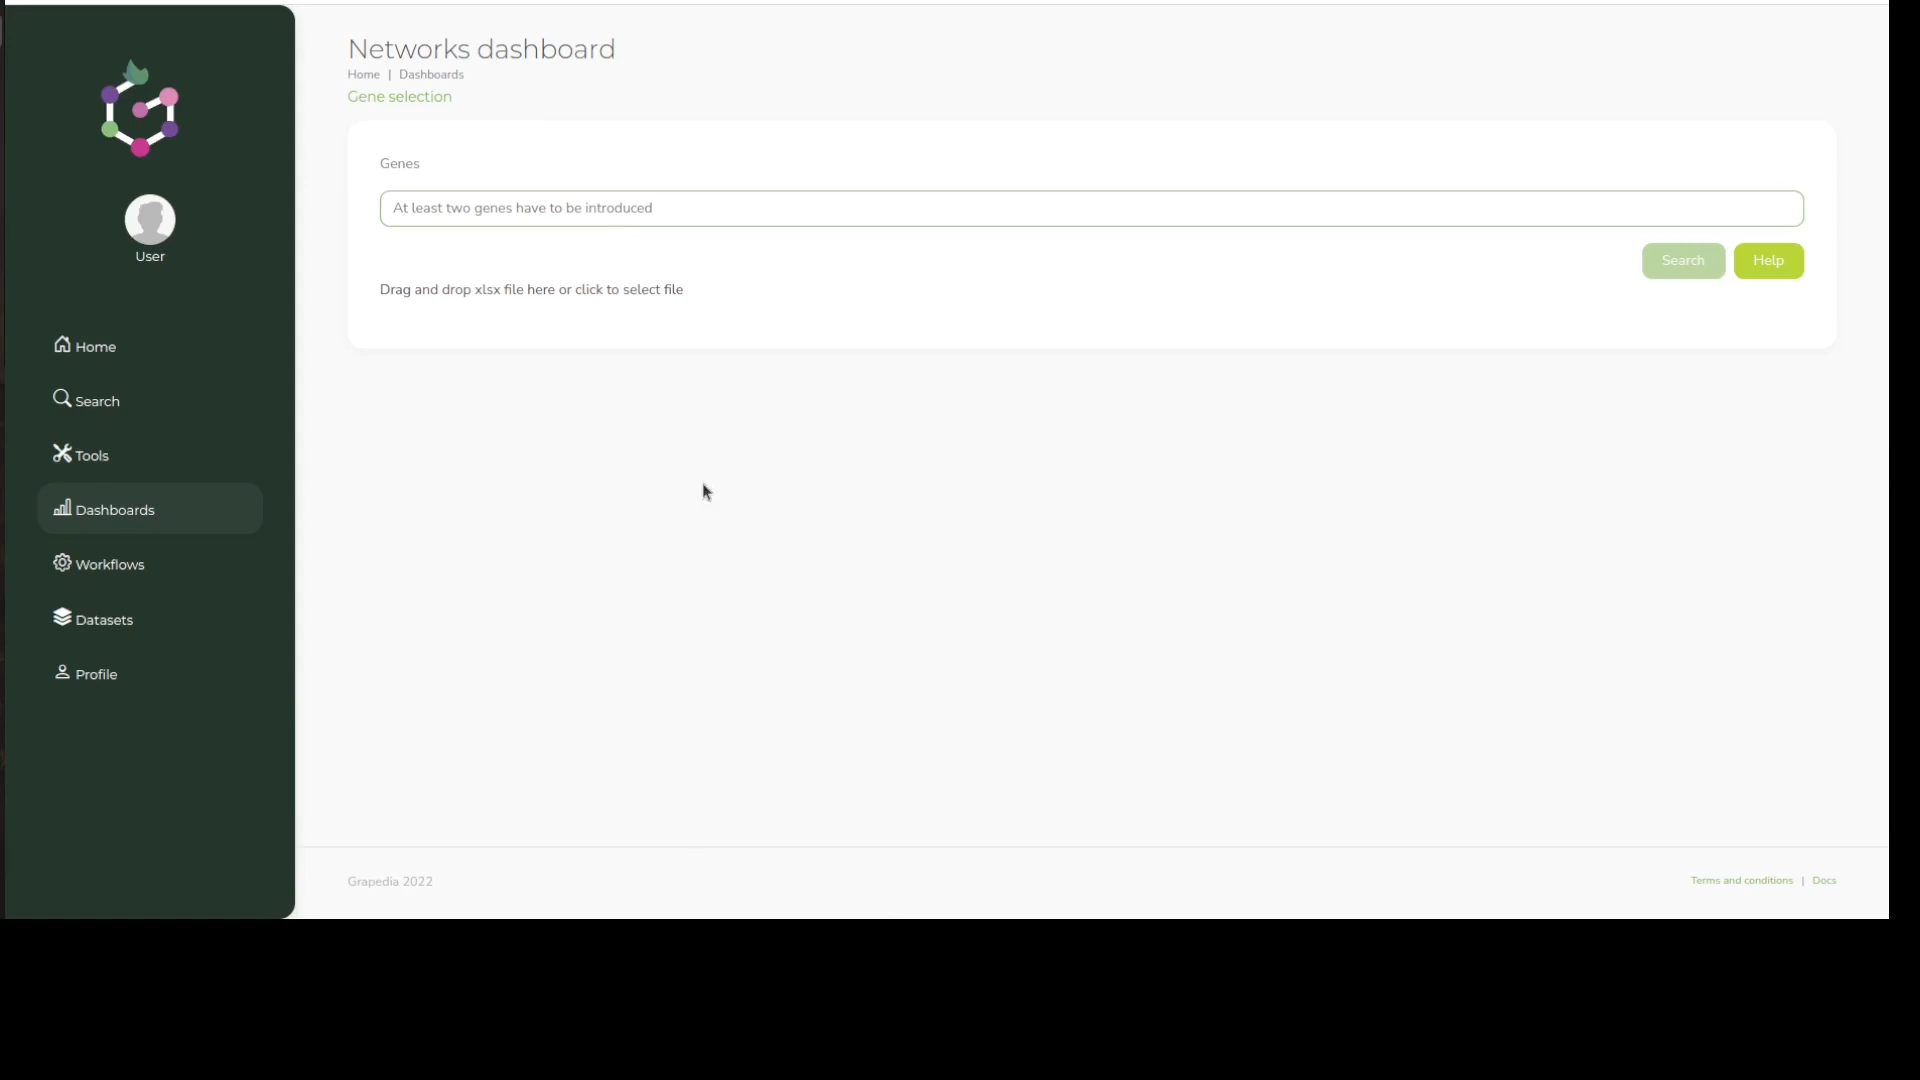 Networks dashboard
Home | Dashboards
Gene selection
Genes
At least two genes have to be introduced
Search
Help
Drag and drop xlsx file here or click to select file
User
Home
Search
Tools
Dashboards
Workflows
Datasets
Profile
Grapedia 2022
Terms and conditions | Docs